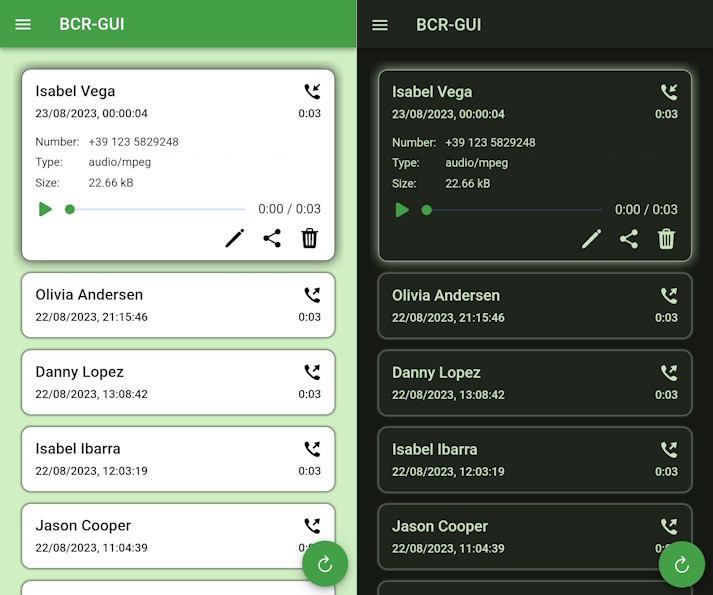 BCR-GUI
Isabel Vega
23/08/2023, 00:00:04 0:03
Number: +39 123 5829248
Type: audio/mpeg
Size: 22.66 kB
0:00 / 0:03
Olivia Andersen
22/08/2023, 21:15:46 0:03
Danny Lopez
22/08/2023, 13:08:42 0:03
Isabel Ibarra
22/08/2023, 12:03:19 0:03
Jason Cooper
22/08/2023, 11:04:39
BCR-GUI
Isabel Vega
23/08/2023, 00:00:04 0:03
Number: +39 123 5829248
Type: audio/mpeg
Size: 22.66 kB
0:00 / 0:03
Olivia Andersen
22/08/2023, 21:15:46 0:03
Danny Lopez
22/08/2023, 13:08:42 0:03
Isabel Ibarra
22/08/2023, 12:03:19 0:03
Jason Cooper
22/08/2023, 11:04:39